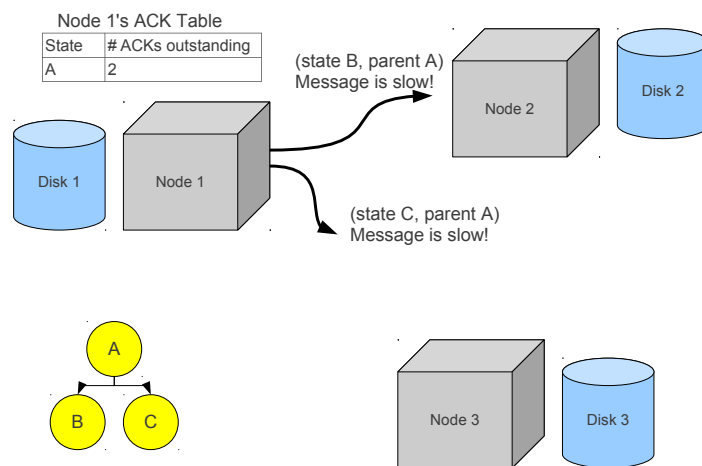 Node 1's ACK Table
State # ACKs outstanding
A 2
(state B, parent A)
Message is slow!
Node 2
Disk 2
Disk 1
Node 1
(state C, parent A)
Message is slow!
A
B
C
Node 3
Disk 3